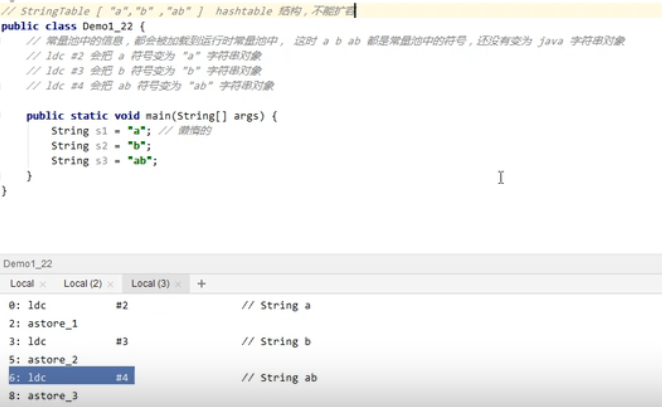 // StringTable [ "a","b" ,"ab" ] hashtable 结构,不能扩容
public class Demo1_22 {
// 常量池中的信息,都会被加载到运行时常量池中, 这时 a b ab 都是常量池中的符号,还没有变为 java 字符串对象
// ldc #2 会把 a 符号变为 "a" 字符串对象
// ldc #3 会把 b 符号变为 "b" 字符串对象
// ldc #4 会把 ab 符号变为 "ab" 字符串对象
public static void main(String[] args) {
String s1 = "a"; // 懒惰的
String s2 = "b";
String s3 = "ab";
}
}
Demo1_22
Local × Local (2) × Local (3) × +
0: ldc #2 // String a
2: astore_1
3: ldc #3 // String b
5: astore_2
6: ldc #4 // String ab
8: astore_3